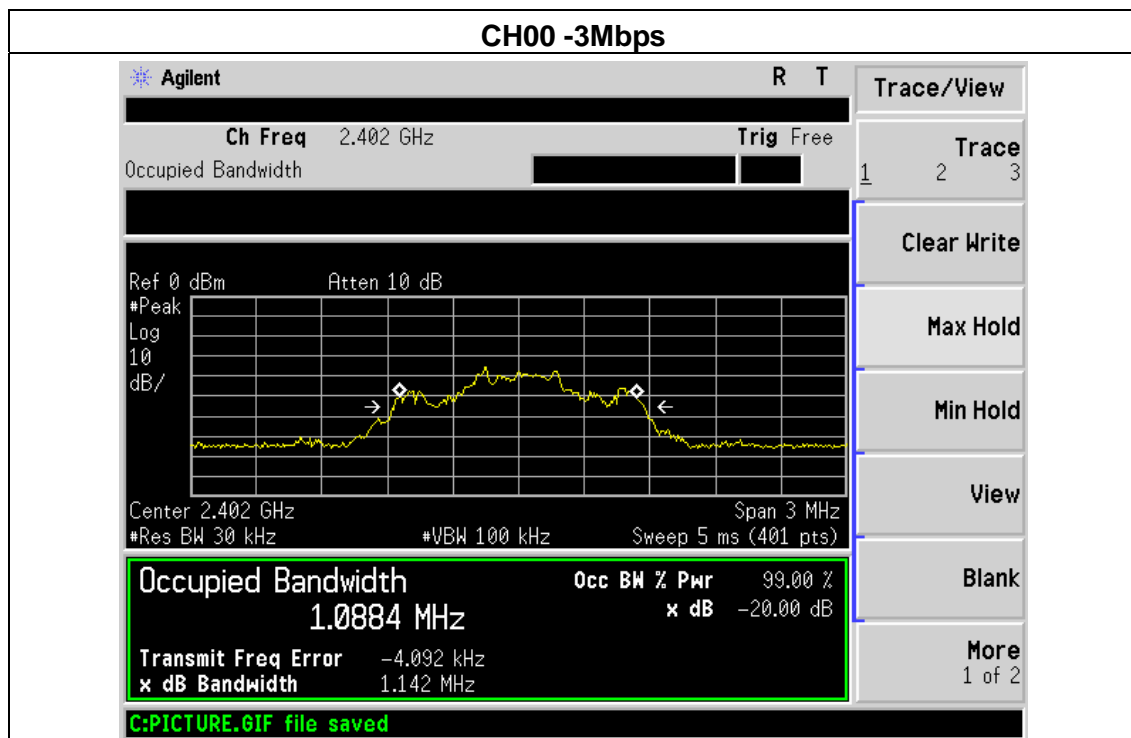 CH00 -3Mbps
Agilent R T
Trace/View
Ch Freq 2.402 GHz Trig Free
Occupied Bandwidth
Trace
1 2 3
Clear Write
Ref 0 dBm Atten 10 dB
#Peak
Log
10
dB/
Max Hold
Min Hold
View
Center 2.402 GHz Span 3 MHz
#Res BW 30 kHz #VBW 100 kHz Sweep 5 ms (401 pts)
Occupied Bandwidth Occ BW % Pwr 99.00 %
1.0884 MHz x dB -20.00 dB
Blank
Transmit Freq Error -4.092 kHz
x dB Bandwidth 1.142 MHz
More
1 of 2
C:PICTURE.GIF file saved